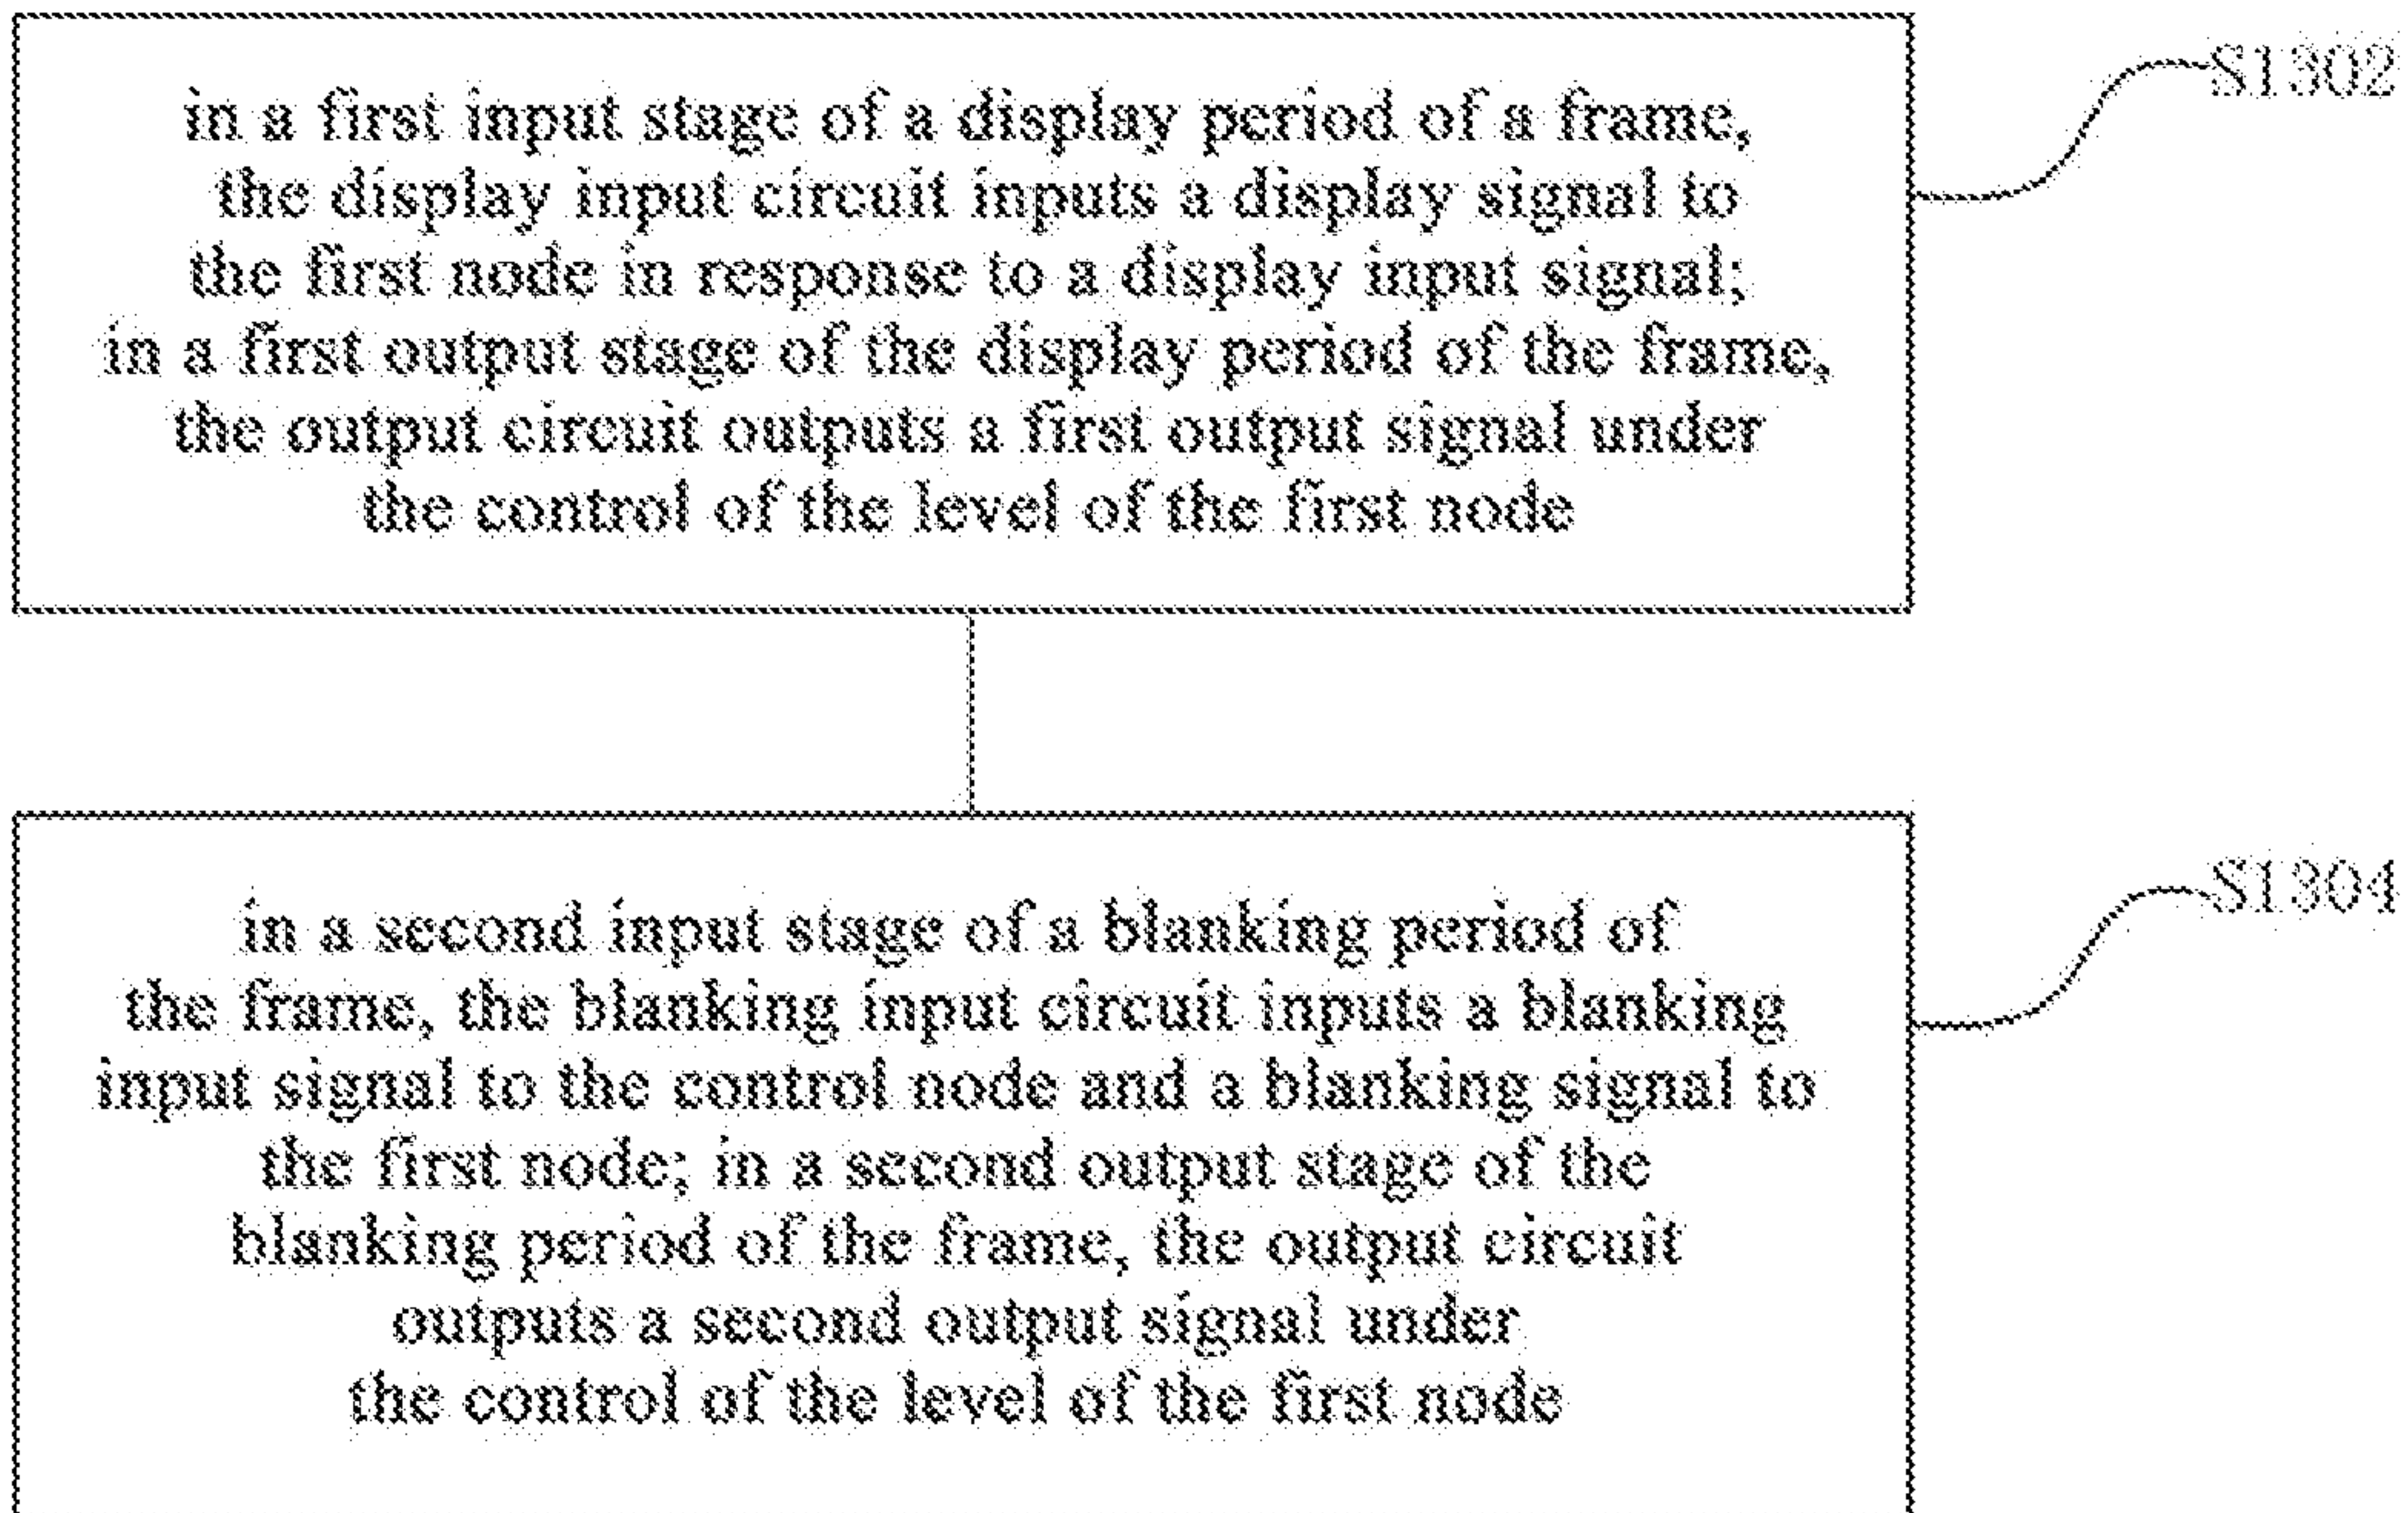 in a first input stage of a display period of a frame,
the display input circuit inputs a display signal to
the first node in response to a display input signal;
in a first output stage of the display period of the frame,
the output circuit outputs a first output signal under
the control of the level of the first node
S1302
in a second input stage of a blanking period of
the frame, the blanking input circuit inputs a blanking
input signal to the control node and a blanking signal to
the first node; in a second output stage of the
blanking period of the frame, the output circuit
outputs a second output signal under
the control of the level of the first node
S1304